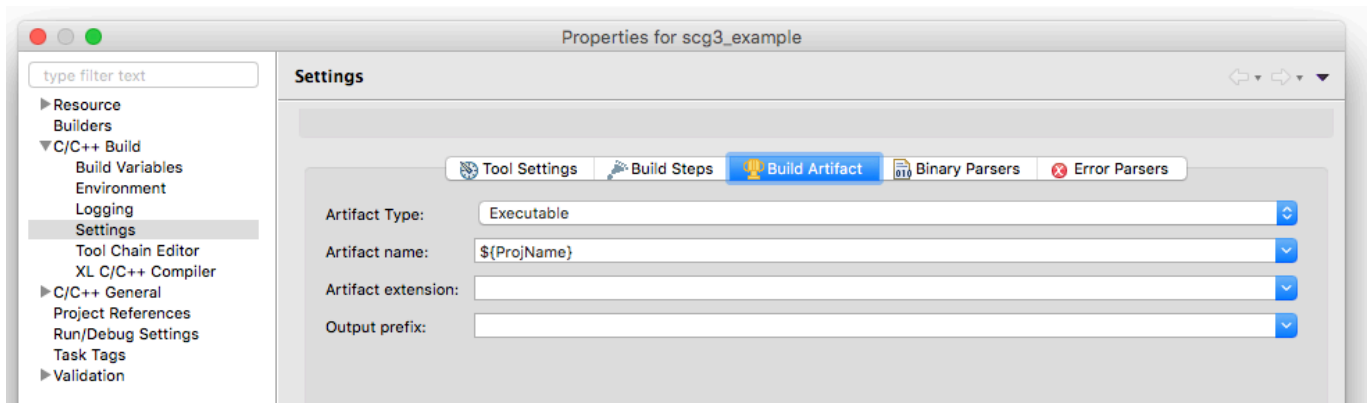 Properties for scg3_example
type filter text
Resource
Builders
C/C++ Build
Build Variables
Environment
Logging
Settings
Tool Chain Editor
XL C/C++ Compiler
C/C++ General
Project References
Run/Debug Settings
Task Tags
Validation
Settings
Tool Settings Build Steps Build Artifact 010 Binary Parsers Error Parsers
Artifact Type: Executable
Artifact name: ${ProjName}
Artifact extension:
Output prefix: